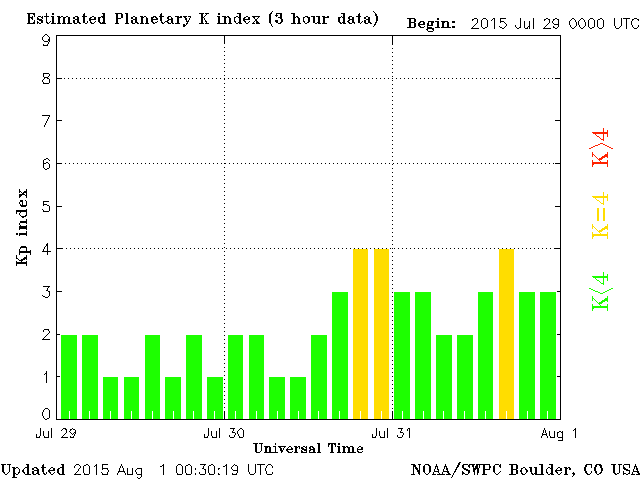 Estimated Planetary K index (3 hour data) Begin: 2015 Jul 29 0000 UTC
9
8
7
6
5
4
3
2
1
0
Kp index
K>4
K=4
K<4
Jul 29 Jul 30 Jul 31 Aug 1
Universal Time
Updated 2015 Aug 1 00:30:19 UTC NOAA/SWPC Boulder, CO USA